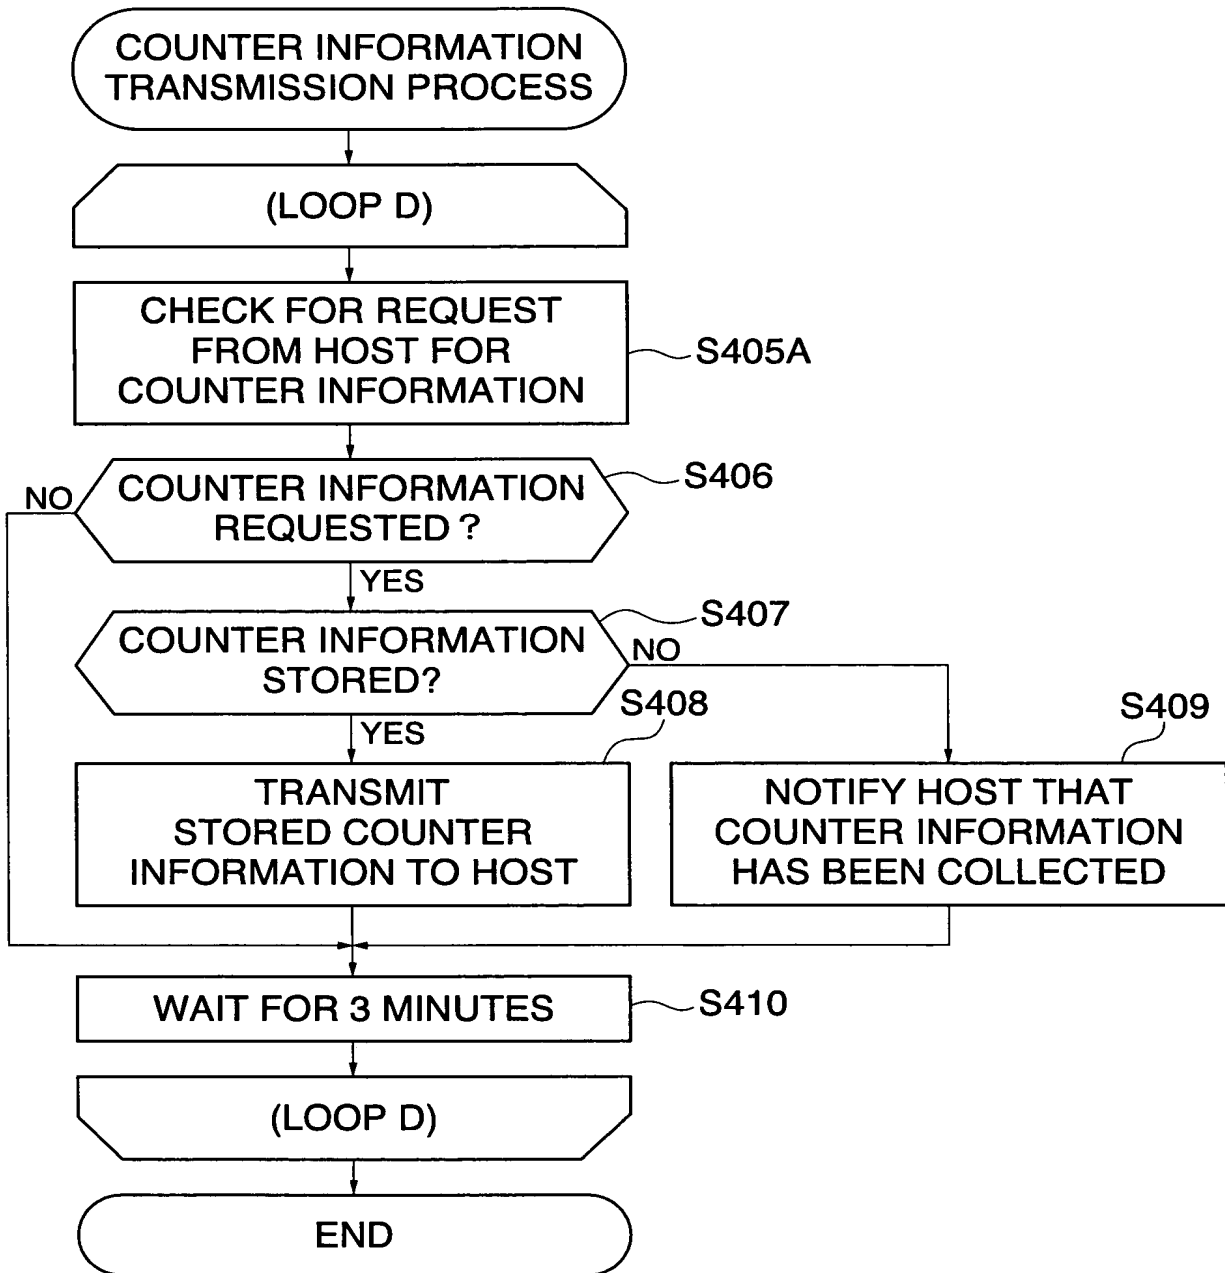 COUNTER INFORMATION
TRANSMISSION PROCESS
(LOOP D)
CHECK FOR REQUEST
FROM HOST FOR
COUNTER INFORMATION
S405A
COUNTER INFORMATION
REQUESTED ?
S406
NO
YES
COUNTER INFORMATION
STORED?
S407
NO
YES
S408
TRANSMIT
STORED COUNTER
INFORMATION TO HOST
S409
NOTIFY HOST THAT
COUNTER INFORMATION
HAS BEEN COLLECTED
WAIT FOR 3 MINUTES
S410
(LOOP D)
END